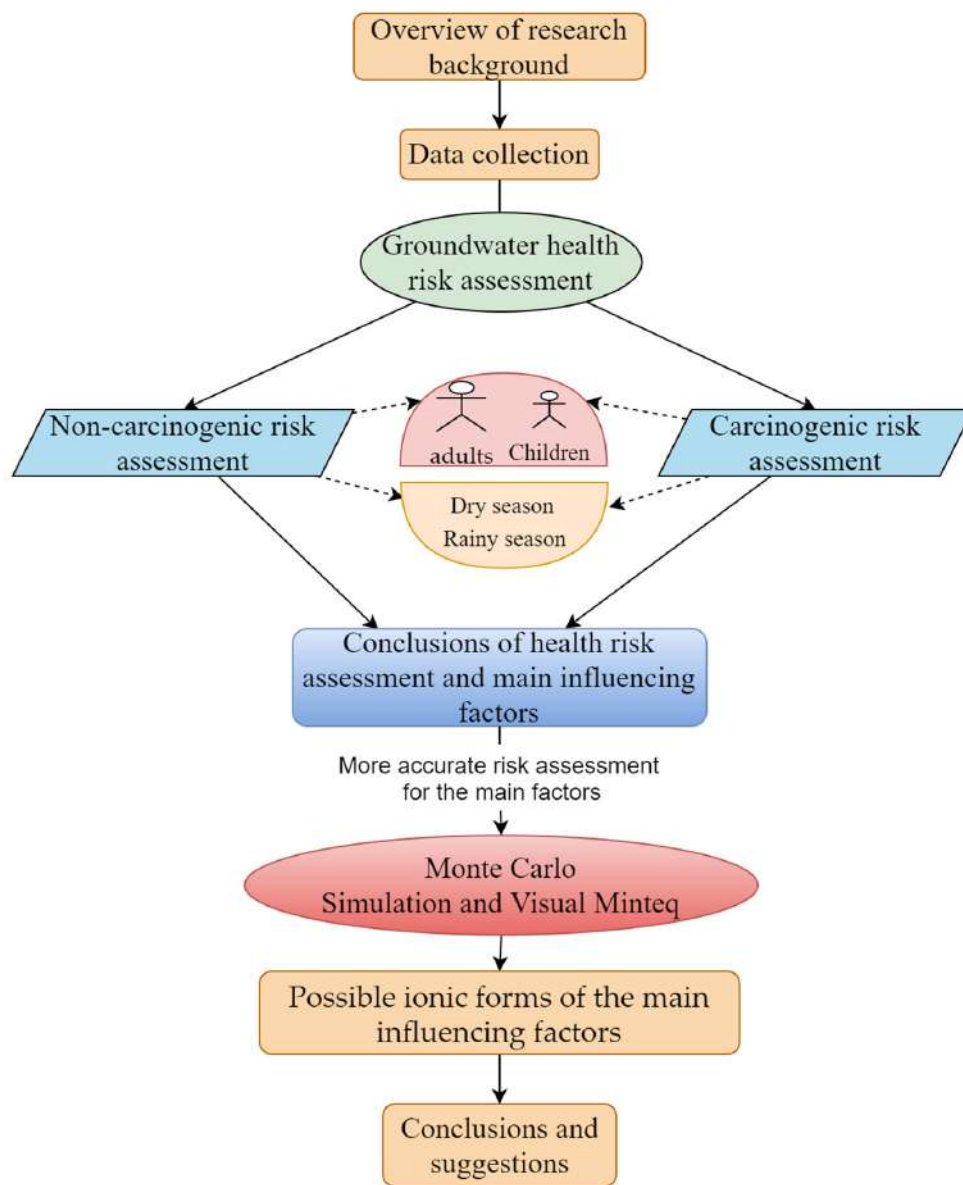 Overview of research
background
Data collection
Groundwater health
risk assessment
Non-carcinogenic risk
assessment
adults
Children
Carcinogenic risk
assessment
Dry season
Rainy season
Conclusions of health risk
assessment and main influencing
factors
More accurate risk assessment
for the main factors
Monte Carlo
Simulation and Visual Minteq
Possible ionic forms of the main
influencing factors
Conclusions and
suggestions